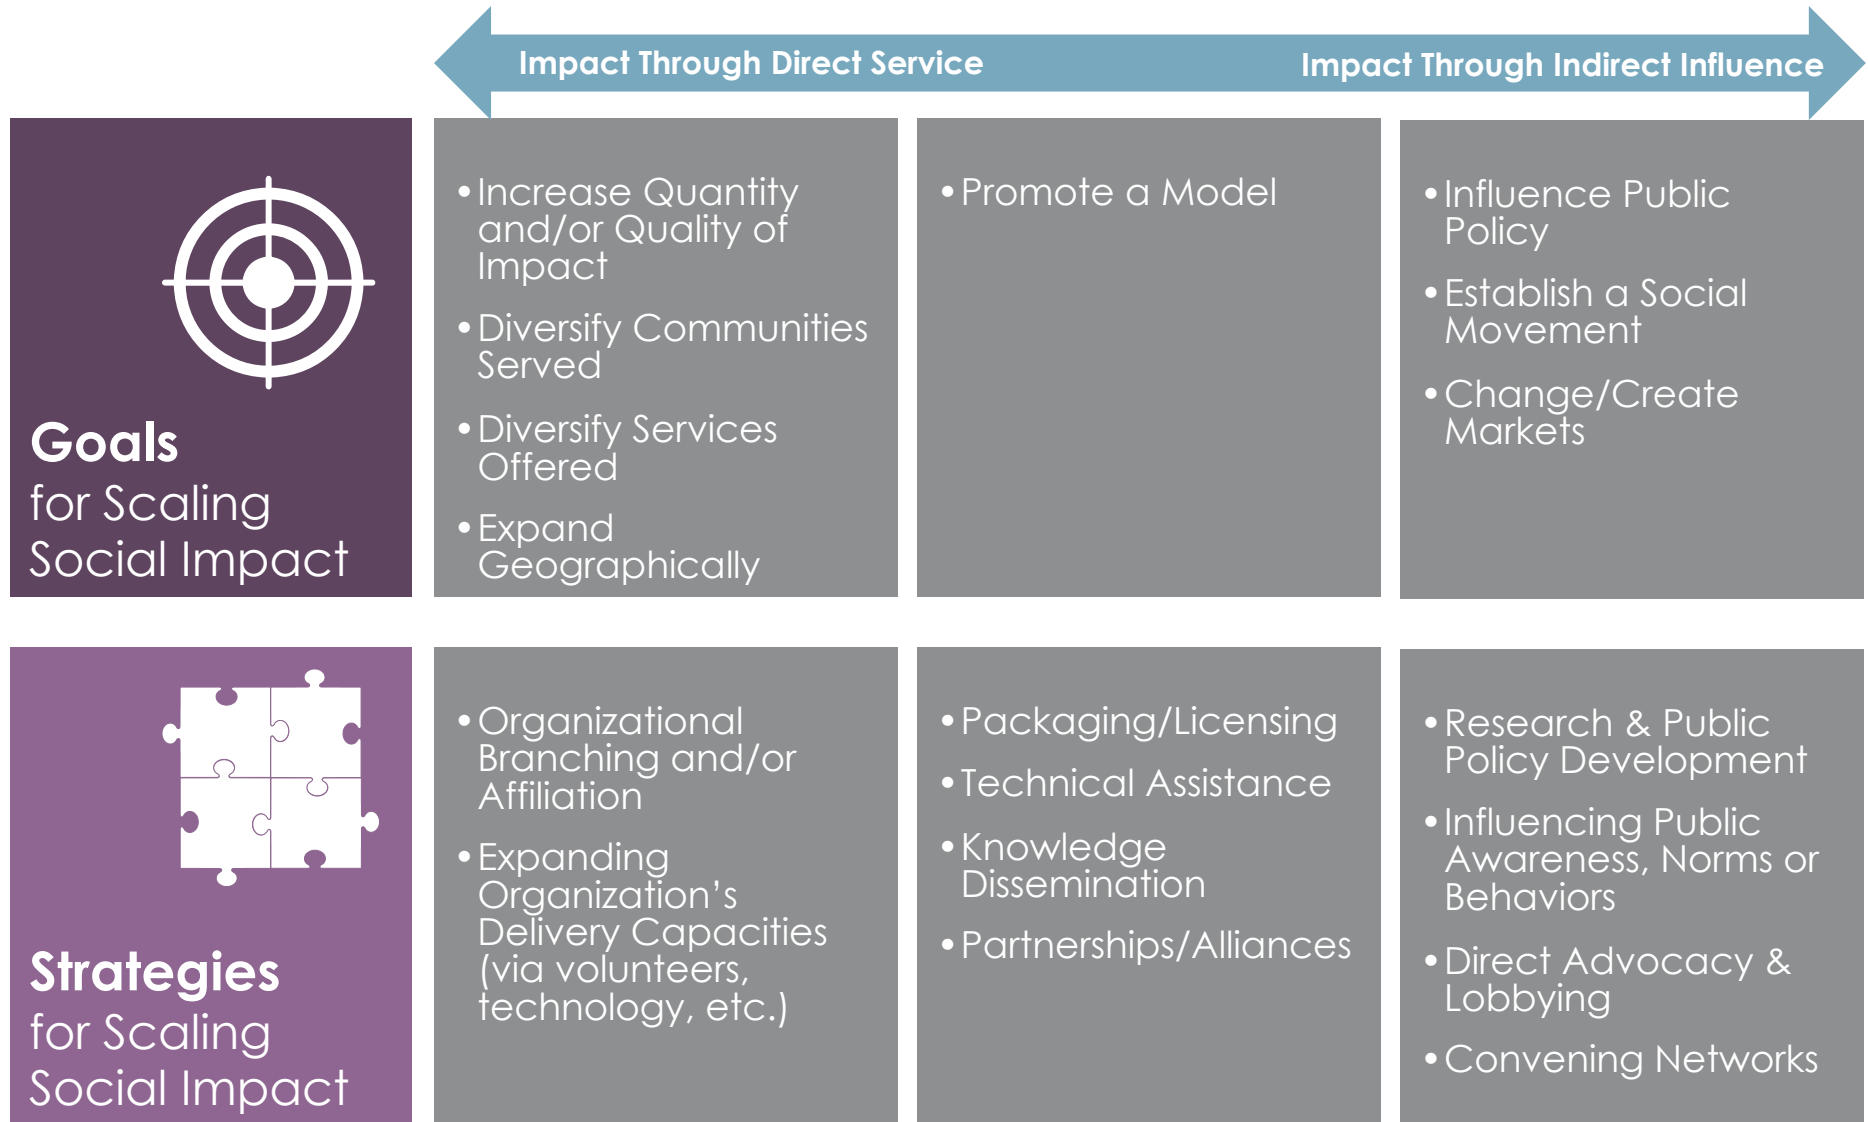 Impact Through Direct Service
Impact Through Indirect Influence
Goals
for Scaling
Social Impact
•Increase Quantity
and/or Quality of
Impact
•Diversify Communities
Served
•Diversify Services
Offered
•Expand
Geographically
•Promote a Model
•Influence Public
Policy
•Establish a Social
Movement
•Change/Create
Markets
Strategies
for Scaling
Social Impact
•Organizational
Branching and/or
Affiliation
•Expanding
Organization’s
Delivery Capacities
(via volunteers,
technology, etc.)
•Packaging/Licensing
•Technical Assistance
•Knowledge
Dissemination
•Partnerships/Alliances
•Research & Public
Policy Development
•Influencing Public
Awareness, Norms or
Behaviors
•Direct Advocacy &
Lobbying
•Convening Networks